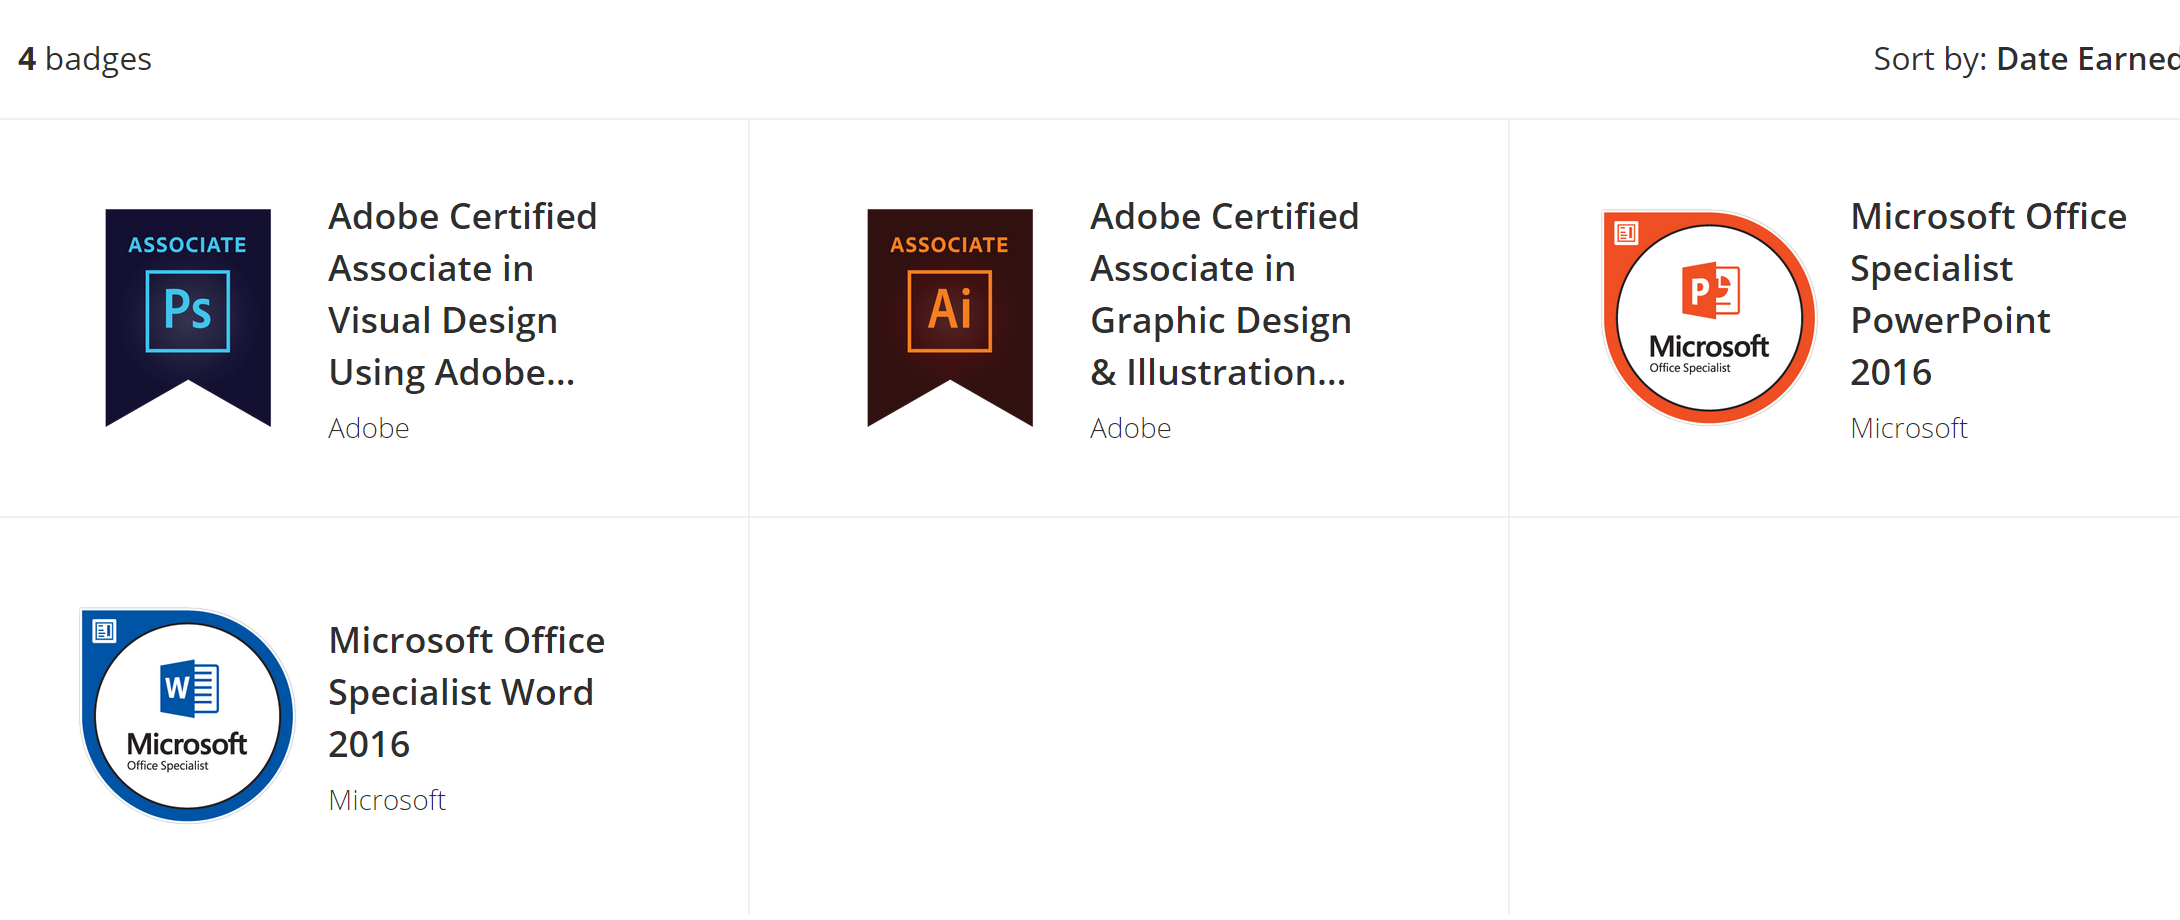 4 badges
Sort by: Date Earned
ASSOCIATE
Ps
Adobe Certified
Associate in
Visual Design
Using Adobe...
Adobe
ASSOCIATE
Ai
Adobe Certified
Associate in
Graphic Design
& Illustration...
Adobe
P
Microsoft
Office Specialist
Microsoft Office
Specialist
PowerPoint
2016
Microsoft
W
Microsoft
Office Specialist
Microsoft Office
Specialist Word
2016
Microsoft